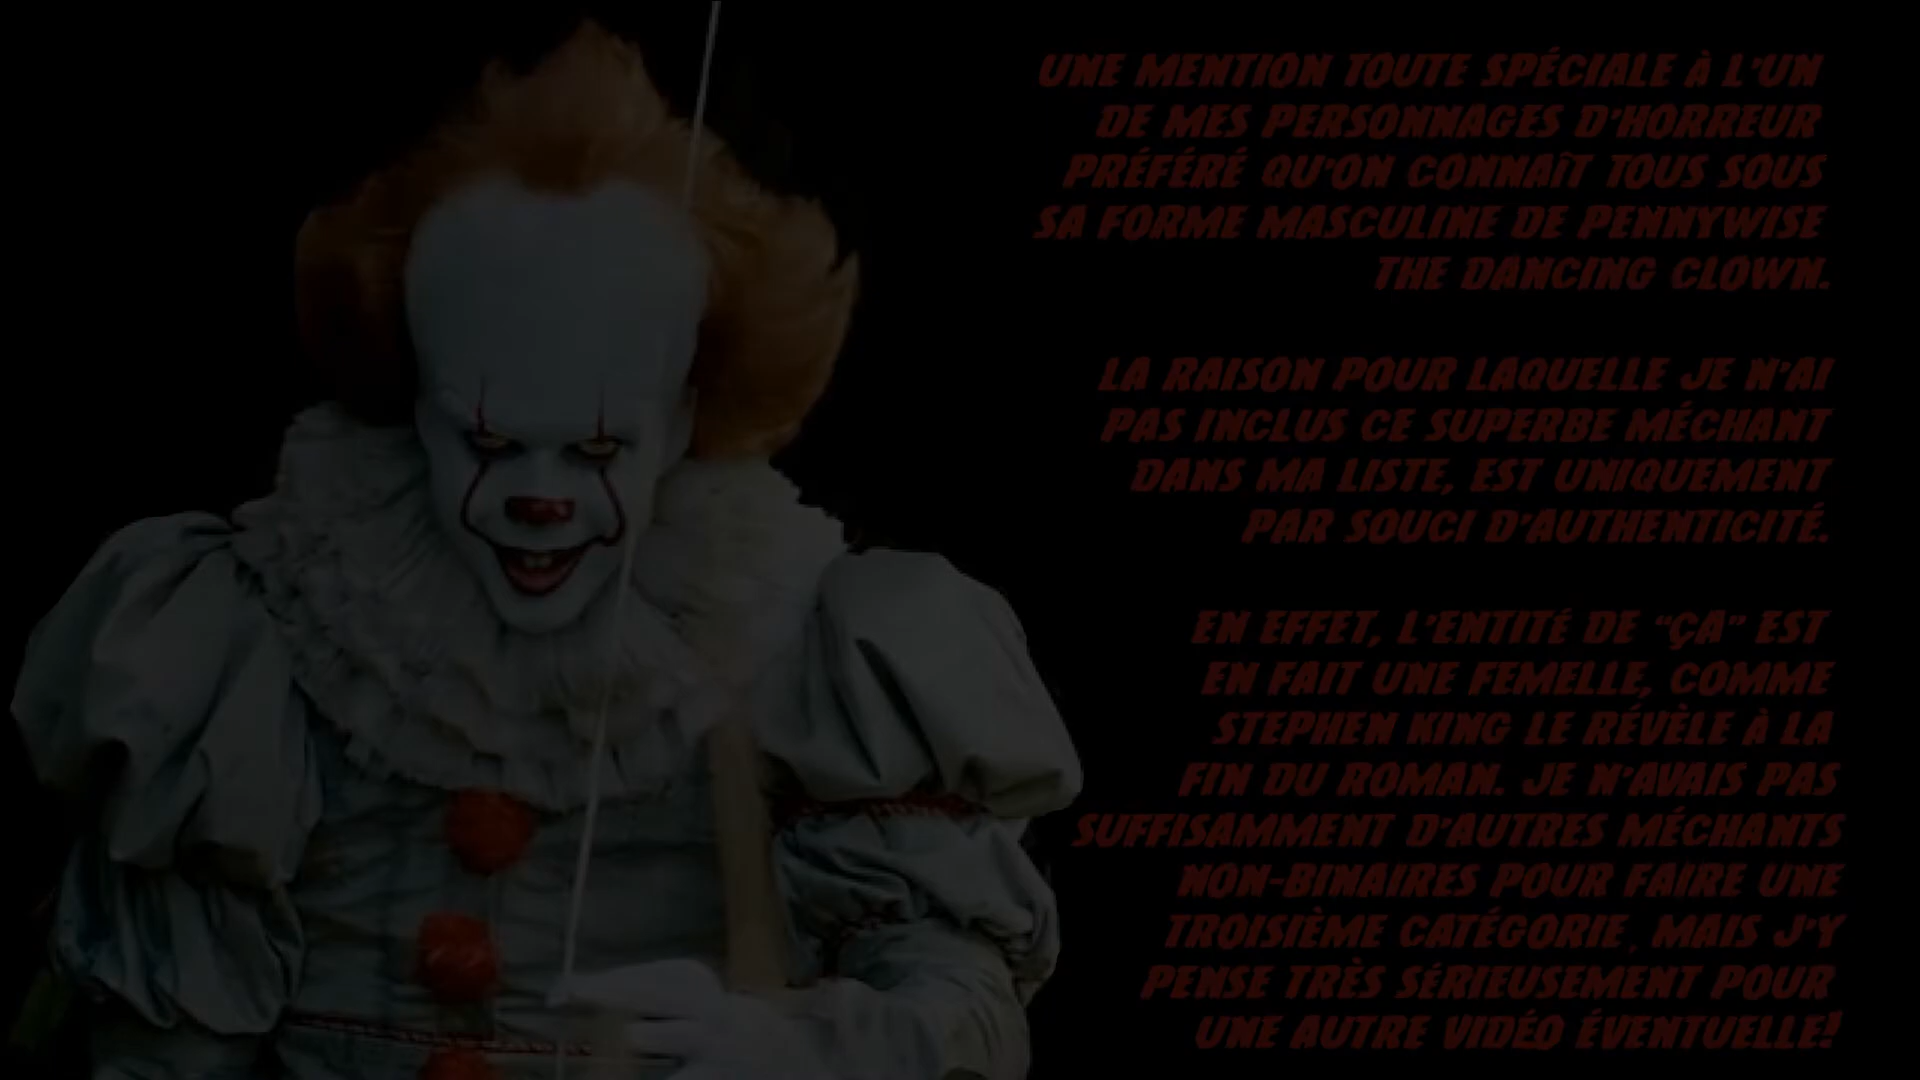 UNE MENTION TOUTE SPÉCIALE À L'UN
DE MES PERSONNAGES D'HORREUR
PRÉFÉRÉ QU'ON CONNAÎT TOUS SOUS
SA FORME MASCULINE DE PENNYWISE
THE DANCING CLOWN.
LA RAISON POUR LAQUELLE JE N'AI
PAS INCLUS CE SUPERBE MÉCHANT
DANS MA LISTE, EST UNIQUEMENT
PAR SOUCI D'AUTHENTICITÉ.
EN EFFET, L'ENTITÉ DE "ÇA" EST
EN FAIT UNE FEMELLE, COMME
STEPHEN KING LE RÉVÈLE À LA
FIN DU ROMAN. JE N'AVAIS PAS
SUFFISAMMENT D'AUTRES MÉCHANTS
NON-BINAIRES POUR FAIRE UNE
TROISIÈME CATÉGORIE, MAIS J'Y
PENSE TRÈS SÉRIEUSEMENT POUR
UNE AUTRE VIDÉO ÉVENTUELLE!